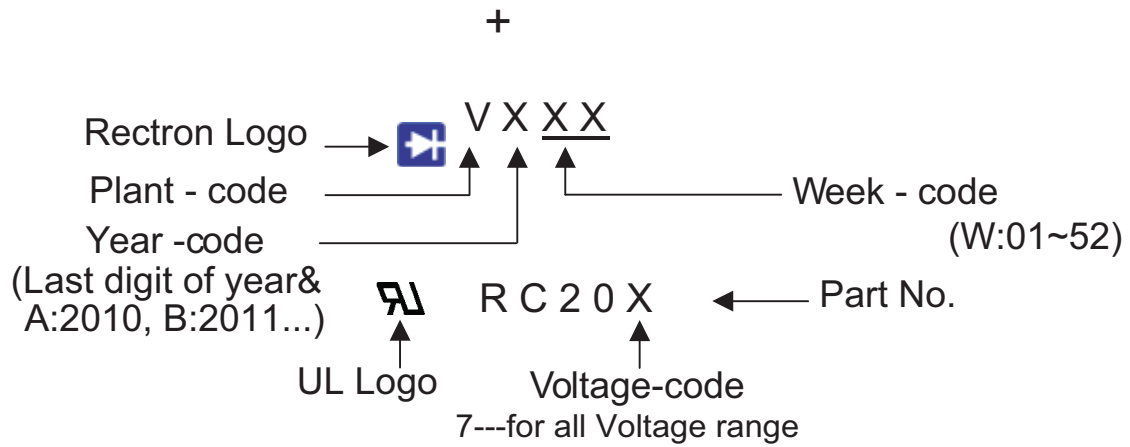 +
V X X X
Rectron Logo
Plant - code
Week - code
Year -code
(W:01~52)
(Last digit of year&
A:2010, B:2011...)
R C 2 0 X
Part No.
UL Logo
Voltage-code
7---for all Voltage range